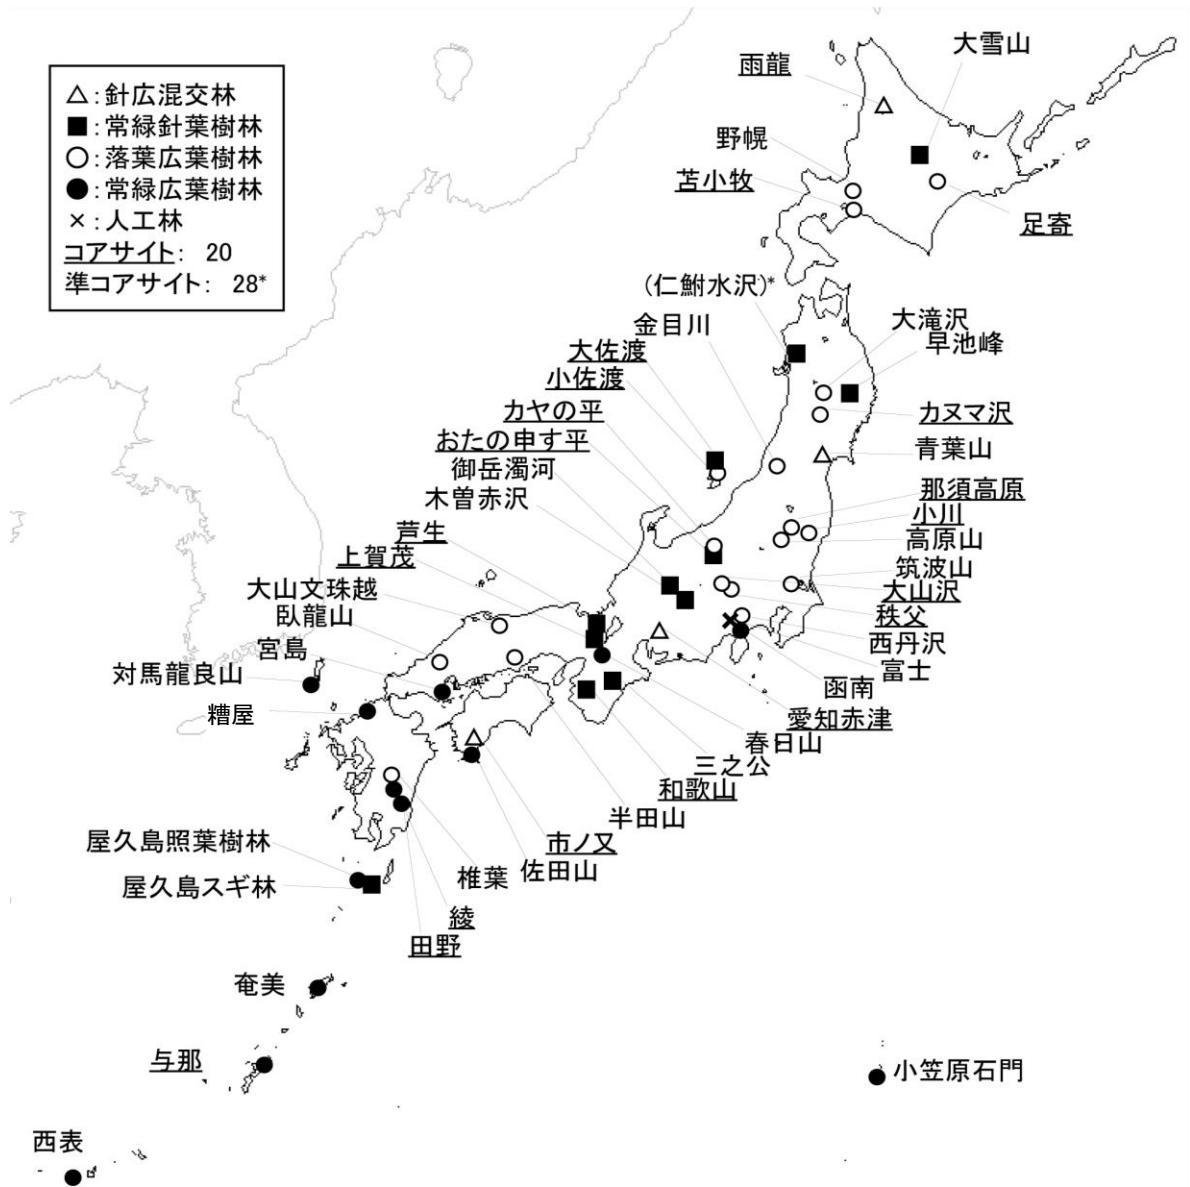 △:針広混交林
■:常緑針葉樹林
○:落葉広葉樹林
●:常緑広葉樹林
×:人工林
コアサイト: 20
準コアサイト: 28*
大雪山
雨龍
野幌
苫小牧
足寄
(仁鮒水沢)*
金目川
大滝沢
早池峰
大佐渡
小佐渡
カヤの平
カヌマ沢
おたの申す平
青葉山
御岳濁河
木曽赤沢
那須高原
小川
芦生
高原山
上賀茂
筑波山
大山文珠越
大山沢
臥龍山
秩父
宮島
西丹沢
対馬龍良山
富士
函南
糟屋
愛知赤津
春日山
三之公
和歌山
半田山
屋久島照葉樹林
市ノ又
佐田山
椎葉
屋久島スギ林
綾
田野
奄美
与那
小笠原石門
西表